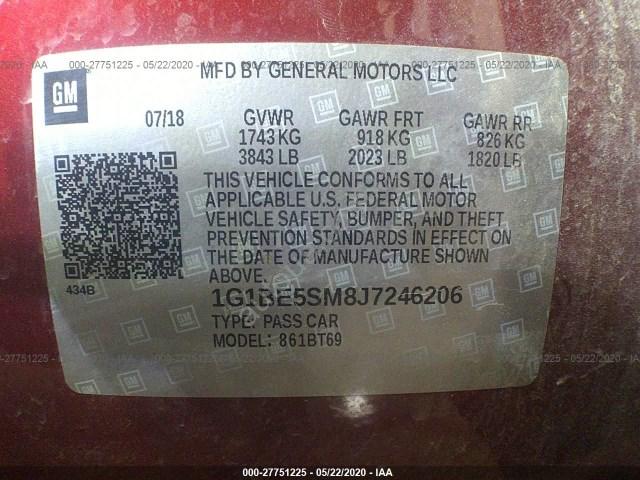 000-27751225 - 05/22/2020 - IAA
GM
MFD BY GENERAL MOTORS LLC
07/18 GVWR GAWR FRT GAWR RR
1743 KG 918 KG 826 KG
3843 LB 2023 LB 1820 LB
THIS VEHICLE CONFORMS TO ALL
APPLICABLE U.S. FEDERAL MOTOR
VEHICLE SAFETY, BUMPER, AND THEFT
PREVENTION STANDARDS IN EFFECT ON
THE DATE OF MANUFACTURE SHOWN
ABOVE.
434B
1G1BE5SM8J7246206
TYPE: PASS CAR
MODEL: 861BT69
000-27751225 - 05/22/2020 - IAA